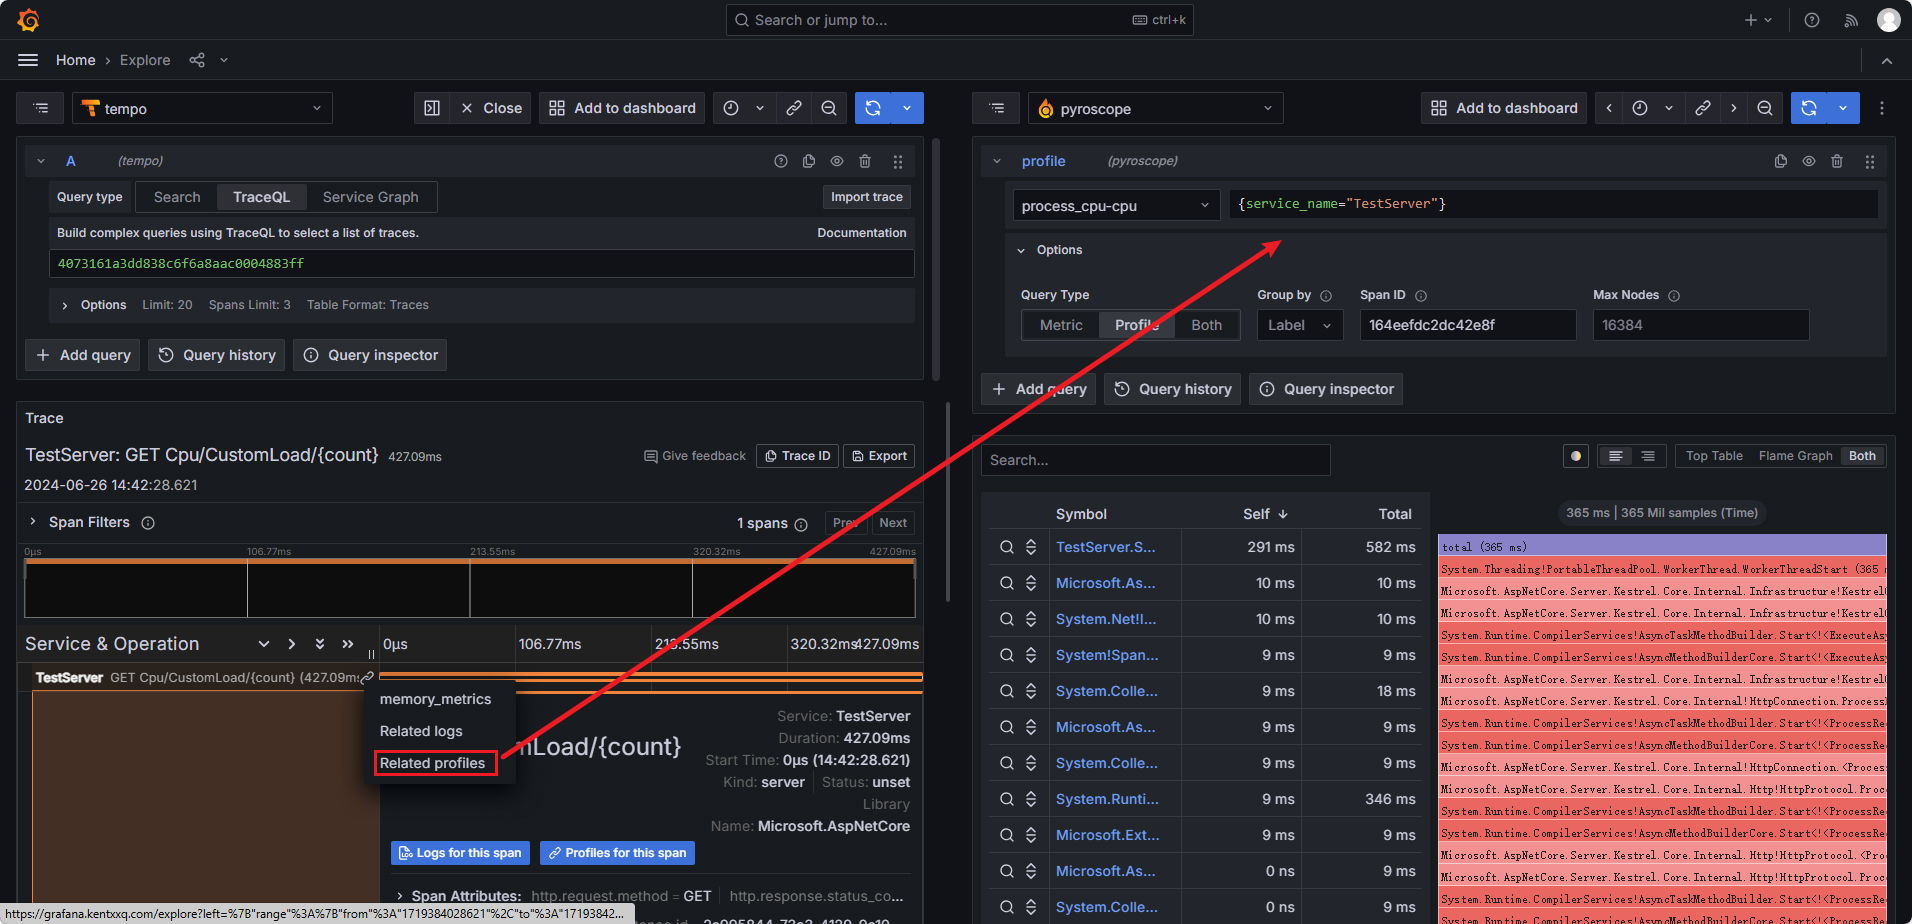 Search or jump to...
ctrl+k
Home › Explore
tempo
Close
Add to dashboard
pyroscope
Add to dashboard
A
(tempo)
Query type
Search
TraceQL
Service Graph
Import trace
Build complex queries using TraceQL to select a list of traces.
Documentation
4073161a3dd838c6f6a8aac0004883ff
Options
Limit: 20
Spans Limit: 3
Table Format: Traces
Add query
Query history
Query inspector
profile
(pyroscope)
process_cpu-cpu
{service_name="TestServer"}
Options
Query Type
Group by
Span ID
Max Nodes
Metric
Profile
Both
Label
164eefdc2dc42e8f
16384
Add query
Query history
Query inspector
Trace
TestServer: GET Cpu/CustomLoad/{count} 427.09ms
Give feedback
Trace ID
Export
2024-06-26 14:42:28.621
Span Filters
1 spans
Prev
Next
0μs
106.77ms
213.55ms
320.32ms
427.09ms
Service & Operation
0μs
106.77ms
213.55ms
320.32ms
427.09ms
TestServer GET Cpu/CustomLoad/{count} (427.09ms
memory_metrics
Related logs
Related profiles
mLoad/{count}
Service: TestServer
Duration: 427.09ms
Start Time: 0μs (14:42:28.621)
Kind: server
Status: unset
Library
Name: Microsoft.AspNetCore
Logs for this span
Profiles for this span
Span Attributes: http.request.method = GET
http.response.status_co...
https://grafana.kentxxq.com/explore?left=%7B"range"%3A%7B"from"%3A"1719384028621"%2C"to"%3A"17193842...
Search...
Top Table
Flame Graph
Both
Symbol
Self
Total
TestServer.S... 291 ms 582 ms
Microsoft.As... 10 ms 10 ms
System.Net!I... 10 ms 10 ms
System!Span... 9 ms 9 ms
System.Colle... 9 ms 18 ms
Microsoft.As... 9 ms 9 ms
System.Colle... 9 ms 9 ms
System.Runti... 9 ms 346 ms
Microsoft.Ext... 9 ms 9 ms
Microsoft.As... 0 ns 9 ms
System.Colle... 0 ns 9 ms
365 ms | 365 Mil samples (Time)
total (365 ms)
System.Threading!PortableThreadPool.WorkerThread.WorkerThreadStart (365 m
Microsoft.AspNetCore.Server.Kestrel.Core.Internal.Infrastructure!Kestrel
Microsoft.AspNetCore.Server.Kestrel.Core.Internal.Infrastructure!Kestrel
System.Runtime.CompilerServices!AsyncTaskMethodBuilder.Start<!<ExecuteAsy
System.Runtime.CompilerServices!AsyncMethodBuilderCore.Start<!<ExecuteAsy
Microsoft.AspNetCore.Server.Kestrel.Core.Internal.Infrastructure!Kestrel
Microsoft.AspNetCore.Server.Kestrel.Core.Internal!HttpConnection.Process
System.Runtime.CompilerServices!AsyncTaskMethodBuilder.Start<!<ProcessRe
System.Runtime.CompilerServices!AsyncMethodBuilderCore.Start<!<ProcessRe
Microsoft.AspNetCore.Server.Kestrel.Core.Internal!HttpConnection.<Proces
Microsoft.AspNetCore.Server.Kestrel.Core.Internal.Http!HttpProtocol.Proc
System.Runtime.CompilerServices!AsyncTaskMethodBuilder.Start<!<ProcessRe
System.Runtime.CompilerServices!AsyncMethodBuilderCore.Start<!<ProcessRe
Microsoft.AspNetCore.Server.Kestrel.Core.Internal.Http!HttpProtocol.<Pro
Microsoft.AspNetCore.Server.Kestrel.Core.Internal.Http!HttpProtocol.Proc
System.Runtime.CompilerServices!AsyncTaskMethodBuilder.Start<!<ProcessRe
System.Runtime.CompilerServices!AsyncMethodBuilderCore.Start<!<ProcessRe